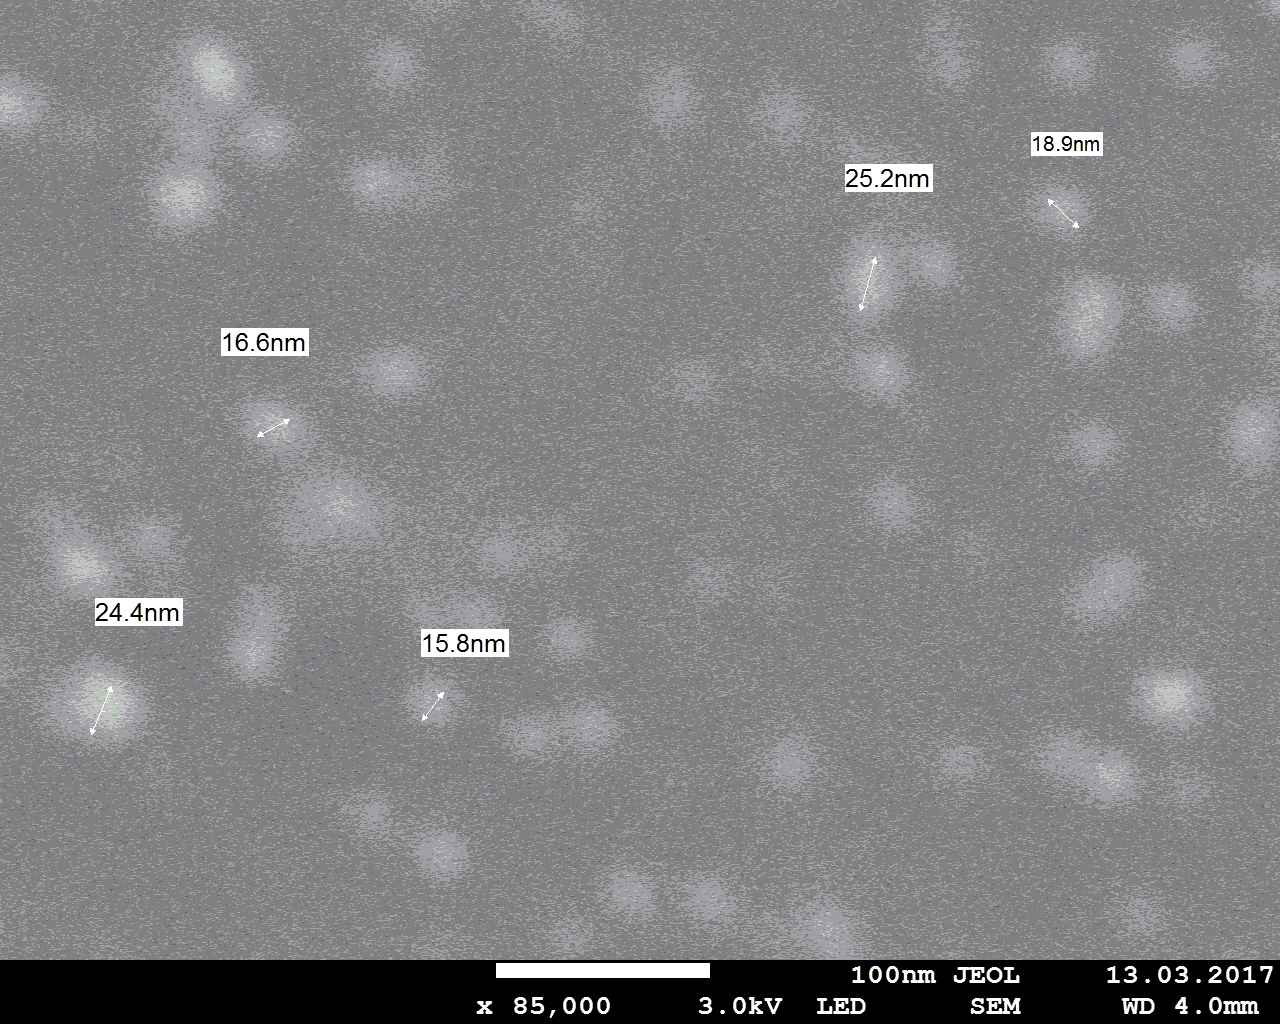 18.9nm
25.2nm
16.6nm
24.4nm
15.8nm
100nm JEOL 13.03.2017
x 85,000 3.0kV LED SEM WD 4.0mm